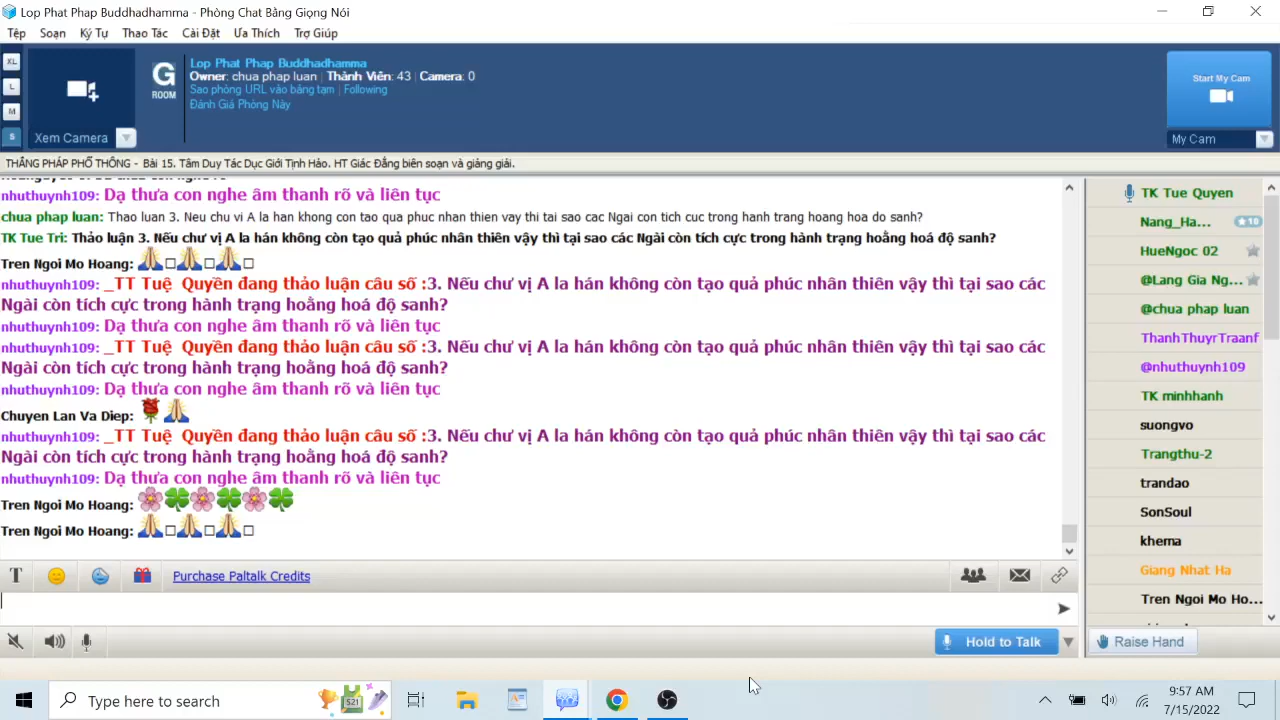 Lop Phat Phap Buddhadhamma - Phòng Chat Bằng Giọng Nói
Tệp Soạn Ký Tự Thao Tác Cài Đặt Ưa Thích Trợ Giúp
XL
L
M
S
Xem Camera
G
ROOM
Lop Phat Phap Buddhadhamma
Owner: chua phap luan | Thành Viên: 43 | Camera: 0
Sao phòng URL vào bảng tạm | Following
Đánh Giá Phòng Này
Start My Cam
My Cam
THẮNG PHÁP PHỔ THÔNG - Bài 15. Tâm Duy Tác Dục Giới Tịnh Hảo. HT Giác Đẳng biên soạn và giảng giải.
nhuthuynh109: Dạ thưa con nghe âm thanh rõ và liên tục
chua phap luan: Thao luan 3. Neu chu vi A la han khong con tao qua phuc nhan thien vay thi tai sao cac Ngai con tich cuc trong hanh trang hoang hoa do sanh?
TK Tue Tri: Thảo luận 3. Nếu chư vị A la hán không còn tạo quả phúc nhân thiên vậy thì tại sao các Ngài còn tích cực trong hành trạng hoằng hoá độ sanh?
Tren Ngoi Mo Hoang:
nhuthuynh109: _TT Tuệ Quyền đang thảo luận câu số :3. Nếu chư vị A la hán không còn tạo quả phúc nhân thiên vậy thì tại sao các
Ngài còn tích cực trong hành trạng hoằng hoá độ sanh?
nhuthuynh109: Dạ thưa con nghe âm thanh rõ và liên tục
nhuthuynh109: _TT Tuệ Quyền đang thảo luận câu số :3. Nếu chư vị A la hán không còn tạo quả phúc nhân thiên vậy thì tại sao các
Ngài còn tích cực trong hành trạng hoằng hoá độ sanh?
nhuthuynh109: Dạ thưa con nghe âm thanh rõ và liên tục
Chuyen Lan Va Diep:
nhuthuynh109: _TT Tuệ Quyền đang thảo luận câu số :3. Nếu chư vị A la hán không còn tạo quả phúc nhân thiên vậy thì tại sao các
Ngài còn tích cực trong hành trạng hoằng hoá độ sanh?
nhuthuynh109: Dạ thưa con nghe âm thanh rõ và liên tục
Tren Ngoi Mo Hoang:
Tren Ngoi Mo Hoang:
TK Tue Quyen
Nang_Ha... 10
HueNgoc 02
@Lang Gia Ng...
@chua phap luan
ThanhThuyrTraanf
@nhuthuynh109
TK minhhanh
suongvo
Trangthu-2
trandao
SonSoul
khema
Giang Nhat Ha
Tren Ngoi Mo Ho...
T Purchase Paltalk Credits
Hold to Talk
Raise Hand
Type here to search
521
9:57 AM
7/15/2022